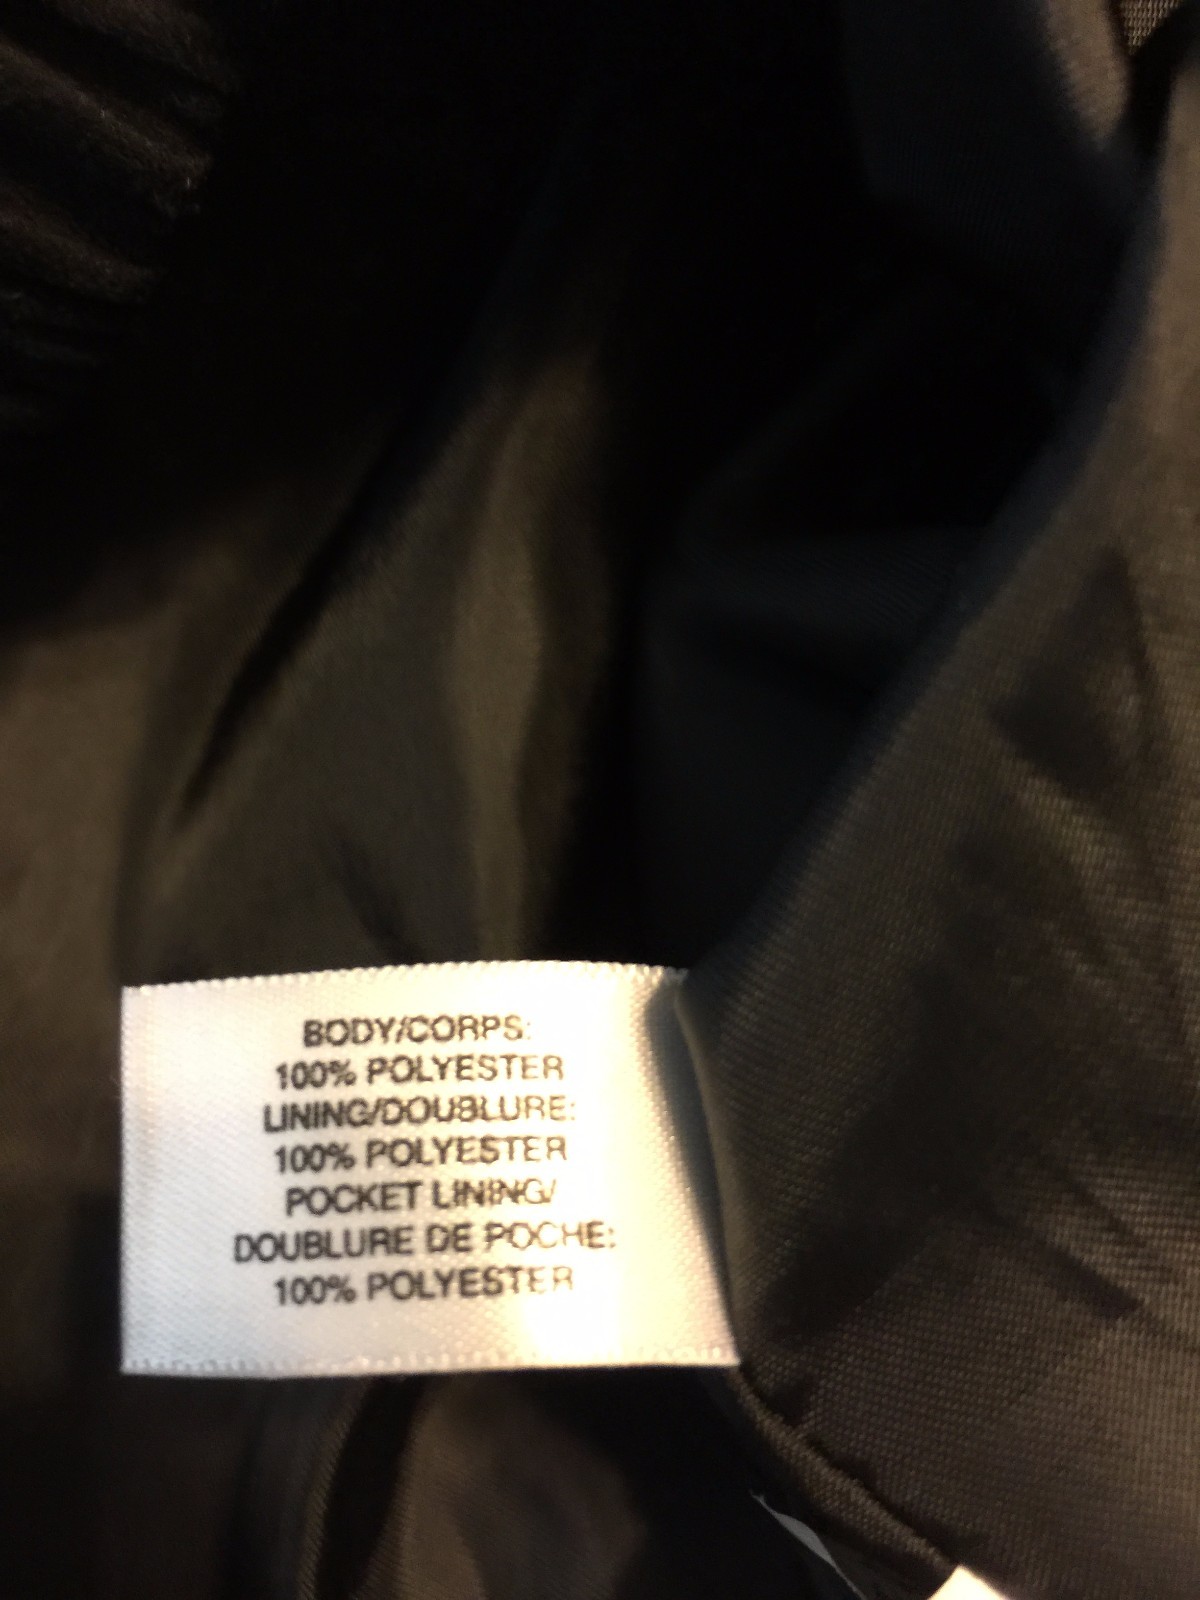 BODY/CORPS:
100% POLYESTER
LINING/DOUBLURE:
100% POLYESTER
POCKET LINING/
DOUBLURE DE POCHE:
100% POLYESTER